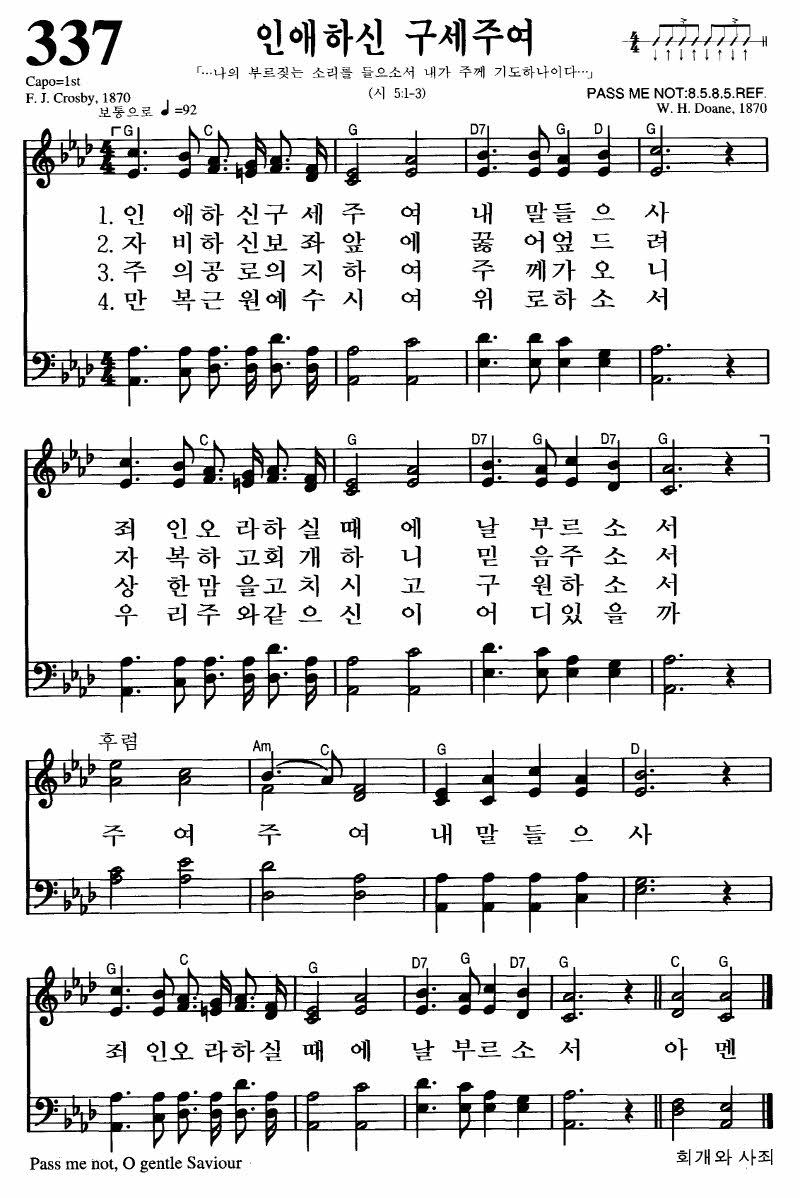 337
인애하신 구세주여
「…나의 부르짖는 소리를 들으소서 내가 주께 기도하나이다…」
(시 5:1-3)
Capo=1st
F. J. Crosby, 1870
PASS ME NOT:8.5.8.5.REF.
W. H. Doane, 1870
보통으로 ♩=92
G C G D7 G D G
1. 인 애하 신구 세 주 여 내 말들 으 사
2. 자 비하 신보 좌 앞 에 꿇 어엎 드 려
3. 주 의공 로의 지 하 여 주 께가 오 니
4. 만 복근 원예 수 시 여 위 로하 소 서
C G D7 G D7 G
죄 인오 라하 실 때 에 날 부르 소 서
자 복하 고회 개 하 니 믿 음주 소 서
상 한맘 을고 치 시 고 구 원하 소 서
우 리주 와같 으 신 이 어 디있 을 까
후렴
Am C G D
주 여 주 여 내 말 들 으 사
G C G D7 G D7 G C G
죄 인오 라하 실 때 에 날 부르 소 서 아 멘
Pass me not, O gentle Saviour
회개와 사죄